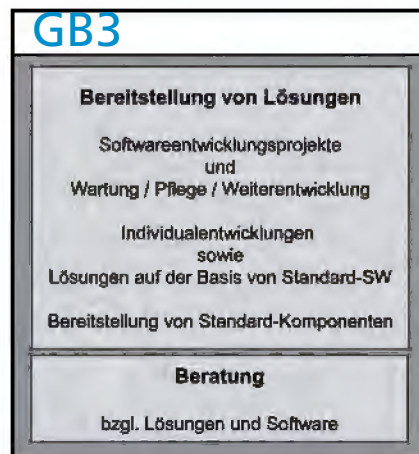 GB3
Bereitstellung von Lösungen
Softwareentwicklungsprojekte
und
Wartung / Pflege / Weiterentwicklung
Individualentwicklungen
sowie
Lösungen auf der Basis von Standard-SW
Bereitstellung von Standard-Komponenten
Beratung
bzgl. Lösungen und Software